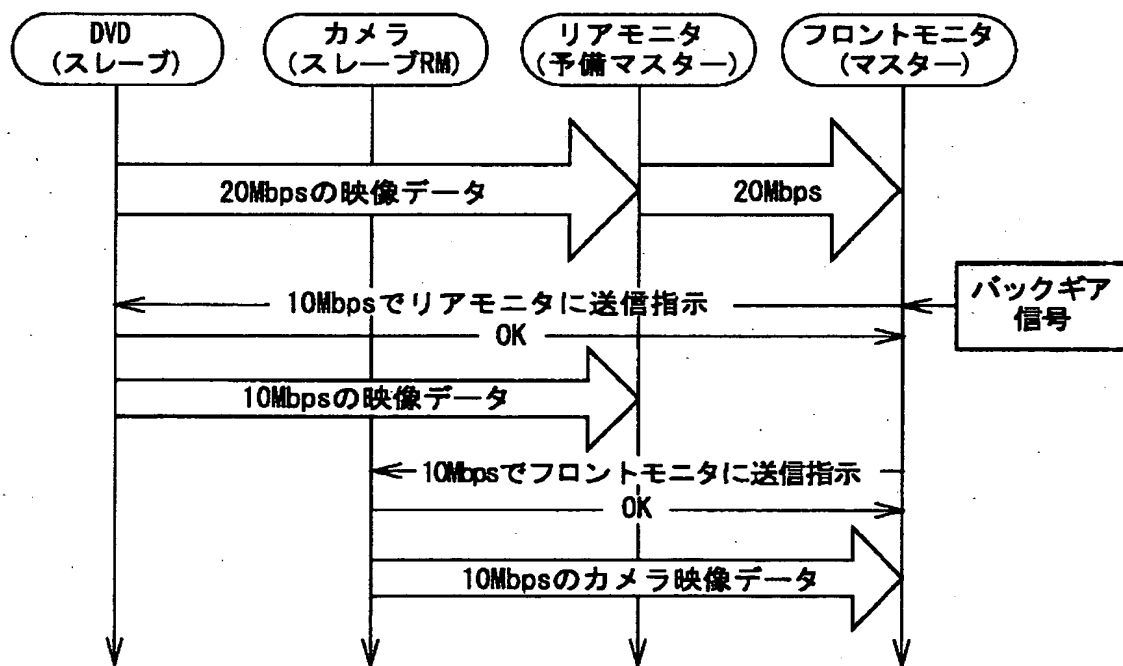 DVD
(スレーブ)
カメラ
(スレーブRM)
リアモニタ
(予備マスター)
フロントモニタ
(マスター)
20Mbpsの映像データ
20Mbps
バックギア
信号
10Mbpsでリアモニタに送信指示
OK
10Mbpsの映像データ
10Mbpsでフロントモニタに送信指示
OK
10Mbpsのカメラ映像データ